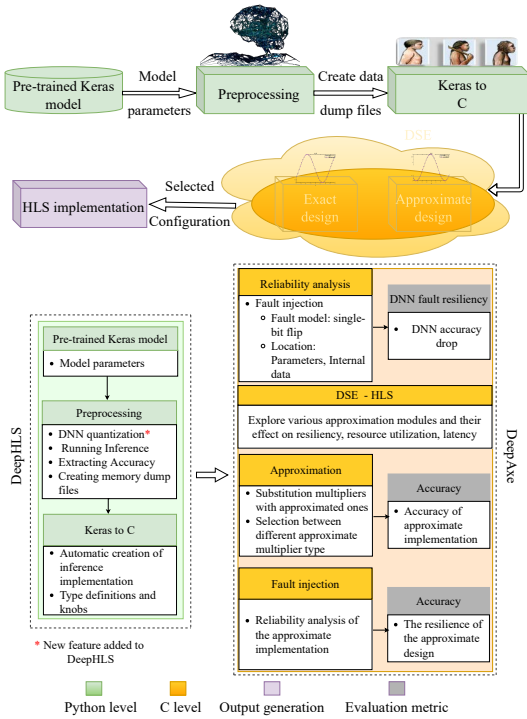 Pre-trained Keras
model
Model
parameters
Preprocessing
Create data
dump files
Keras to
C
DSE
Exact
design
Approximate
design
Selected
Configuration
HLS implementation
DeepHLS
Pre-trained Keras model
• Model parameters
Preprocessing
• DNN quantization*
• Running Inference
• Extracting Accuracy
• Creating memory dump
files
Keras to C
• Automatic creation of
inference
implementation
• Type definitions and
knobs
* New feature added to
DeepHLS
Reliability analysis
• Fault injection
Fault model: single-
bit flip
Location:
Parameters, Internal
data
DNN fault resiliency
• DNN accuracy
drop
DSE - HLS
Explore various approximation modules and their
effect on resiliency, resource utilization, latency
Approximation
• Substitution multipliers
with approximated ones
• Selection between
different approximate
multiplier type
Accuracy
• Accuracy of
approximate
implementation
Fault injection
• Reliability analysis of
the approximate
implementation
Accuracy
• The resilience of
the approximate
design
DeepAxe
Python level
C level
Output generation
Evaluation metric